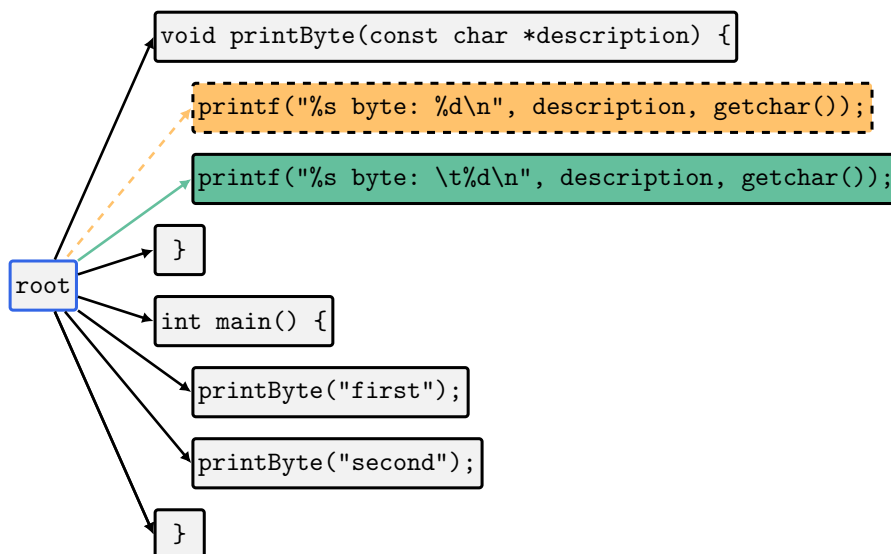 void printByte(const char *description) {
printf("%s byte: %d\n", description, getchar());
printf("%s byte: \t%d\n", description, getchar());
}
root
int main() {
printByte("first");
printByte("second");
}